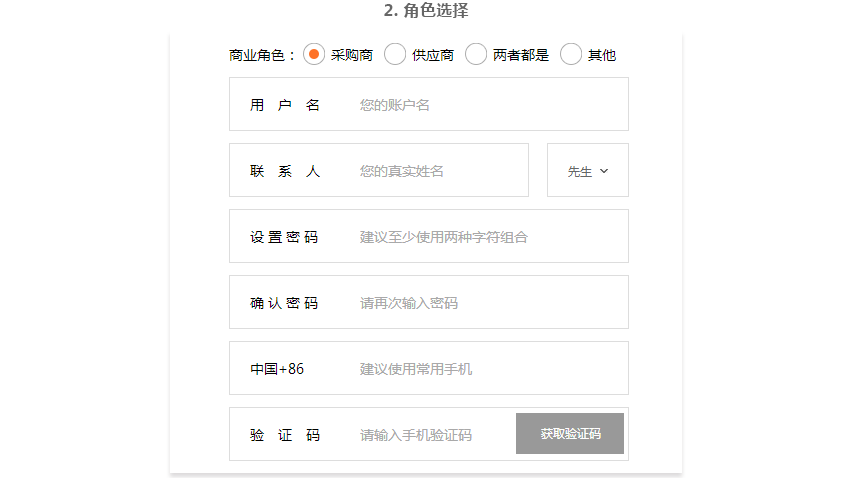 2. 角色选择
商业角色： 采购商 供应商 两者都是 其他
用 户 名 您的账户名
联 系 人 您的真实姓名 先生
设 置 密 码 建议至少使用两种字符组合
确 认 密 码 请再次输入密码
中国+86 建议使用常用手机
验 证 码 请输入手机验证码 获取验证码